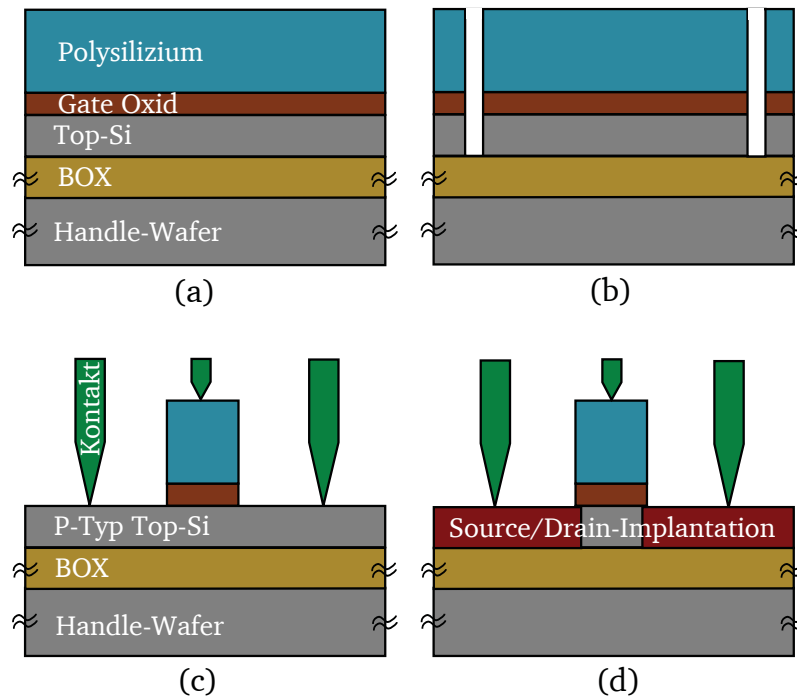 Polysilizium
Gate Oxid
Top-Si
BOX
Handle-Wafer
(a)
(b)
Kontakt
P-Typ Top-Si
BOX
Handle-Wafer
(c)
Source/Drain-Implantation
(d)